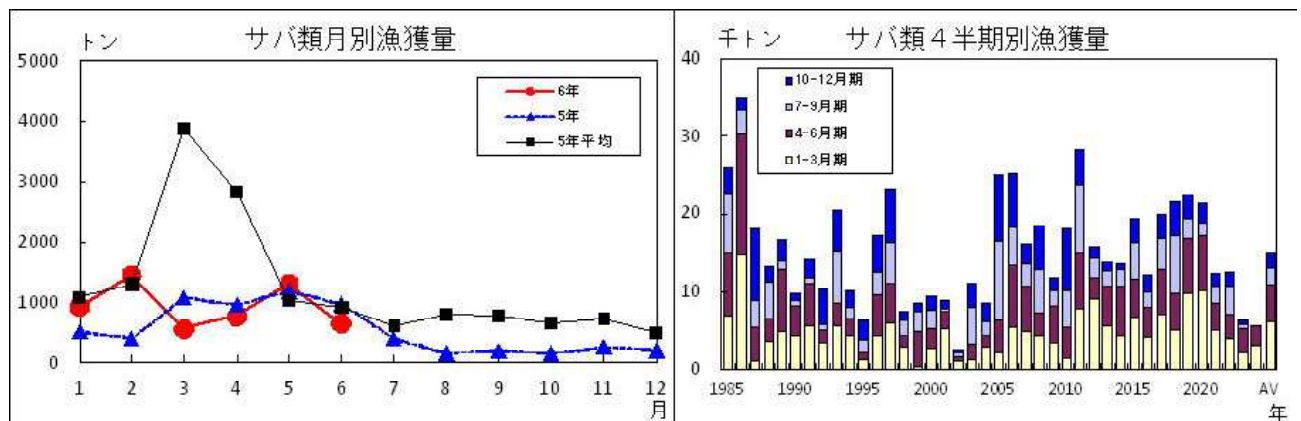 トン
サバ類月別漁獲量
5000
4000
3000
2000
1000
0
6年
5年
5年平均
1 2 3 4 5 6 7 8 9 10 11 12
月
千トン
サバ類４半期別漁獲量
40
30
20
10
0
10-12月期
7-9月期
4-6月期
1-3月期
1985 1990 1995 2000 2005 2010 2015 2020 AV
年